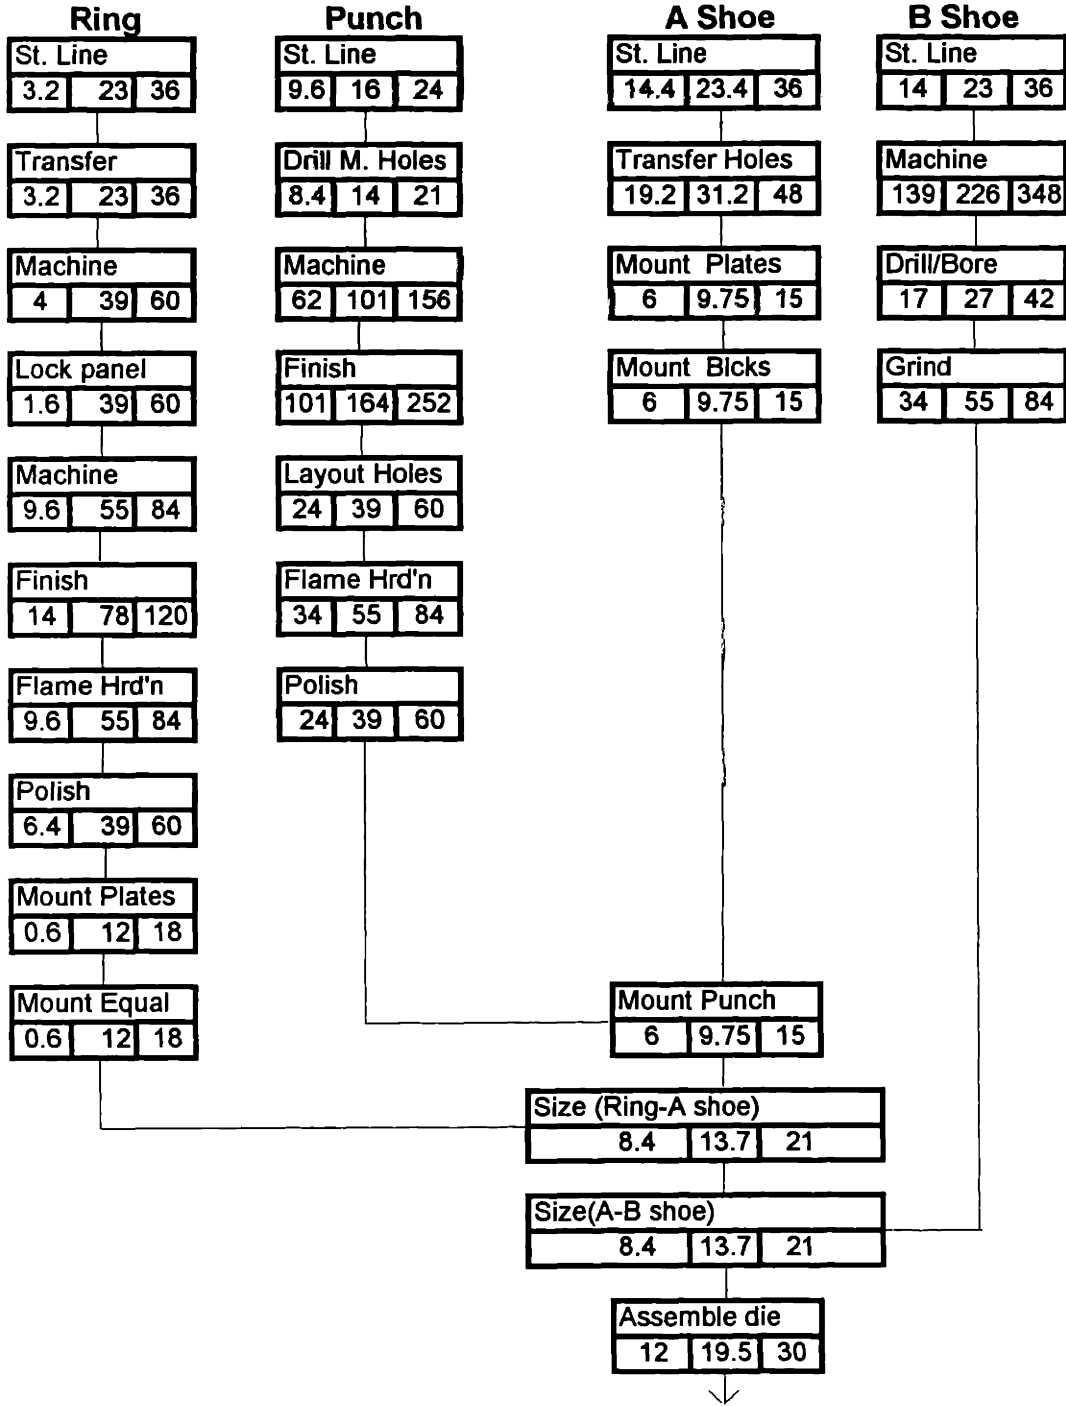 Ring
St. Line
3.2 23 36
Transfer
3.2 23 36
Machine
4 39 60
Lock panel
1.6 39 60
Machine
9.6 55 84
Finish
14 78 120
Flame Hrd'n
9.6 55 84
Polish
6.4 39 60
Mount Plates
0.6 12 18
Mount Equal
0.6 12 18
Punch
St. Line
9.6 16 24
Drill M. Holes
8.4 14 21
Machine
62 101 156
Finish
101 164 252
Layout Holes
24 39 60
Flame Hrd'n
34 55 84
Polish
24 39 60
A Shoe
St. Line
14.4 23.4 36
Transfer Holes
19.2 31.2 48
Mount Plates
6 9.75 15
Mount Blcks
6 9.75 15
B Shoe
St. Line
14 23 36
Machine
139 226 348
Drill/Bore
17 27 42
Grind
34 55 84
Mount Punch
6 9.75 15
Size (Ring-A shoe)
8.4 13.7 21
Size(A-B shoe)
8.4 13.7 21
Assemble die
12 19.5 30